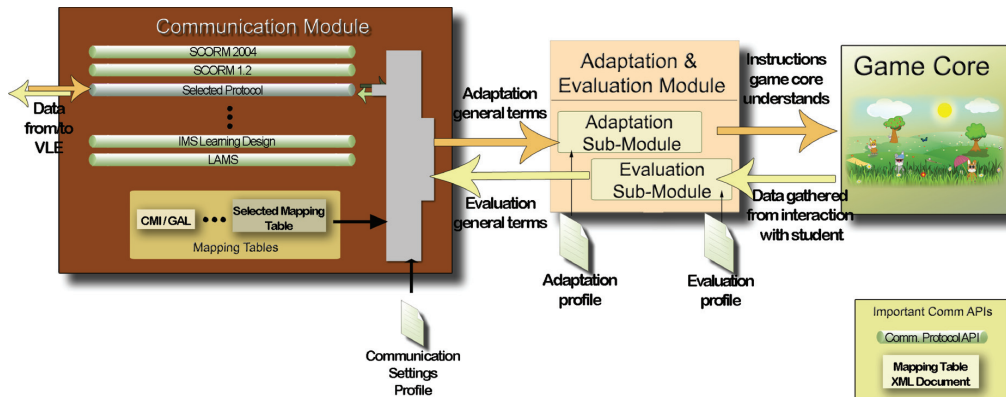 Communication Module
SCORM 2004
SCORM 1.2
Selected Protocol
IMS Learning Design
LAMS
Data
from/to
VLE
CMI / GAL
Selected Mapping
Table
Mapping Tables
Communication
Settings
Profile
Adaptation
general terms
Evaluation
general terms
Adaptation &
Evaluation Module
Adaptation
Sub-Module
Evaluation
Sub-Module
Adaptation
profile
Evaluation
profile
Instructions
game core
understands
Data gathered
from interaction
with student
Game Core
Important Comm APIs
Comm. Protocol API
Mapping Table
XML Document